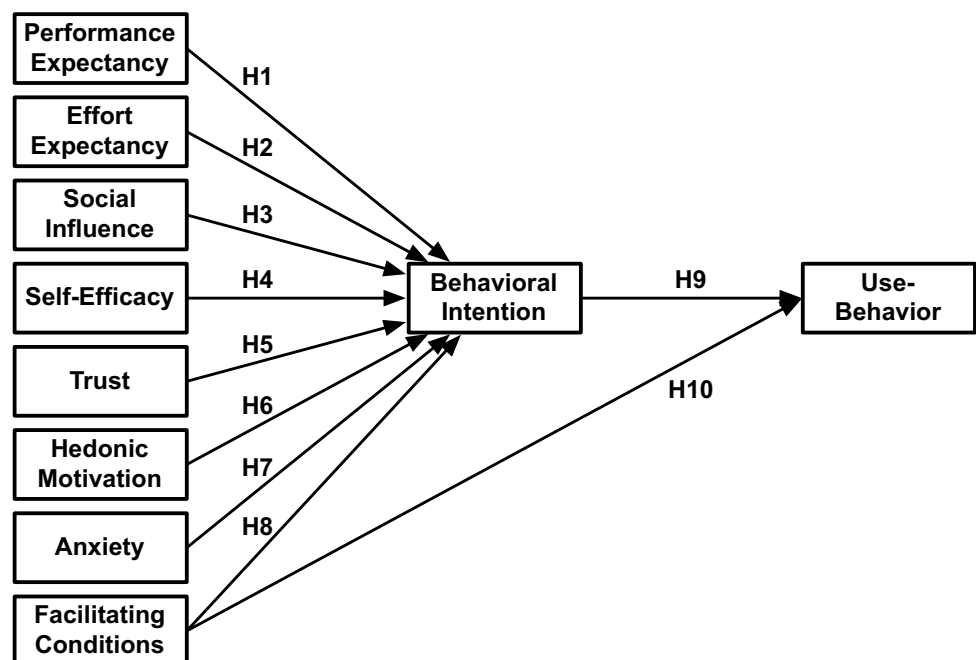 Performance
Expectancy
H1
Effort
Expectancy
H2
Social
Influence
H3
Self-Efficacy
H4
Behavioral
Intention
H9
Use-
Behavior
Trust
H5
H10
Hedonic
Motivation
H6
Anxiety
H7
H8
Facilitating
Conditions